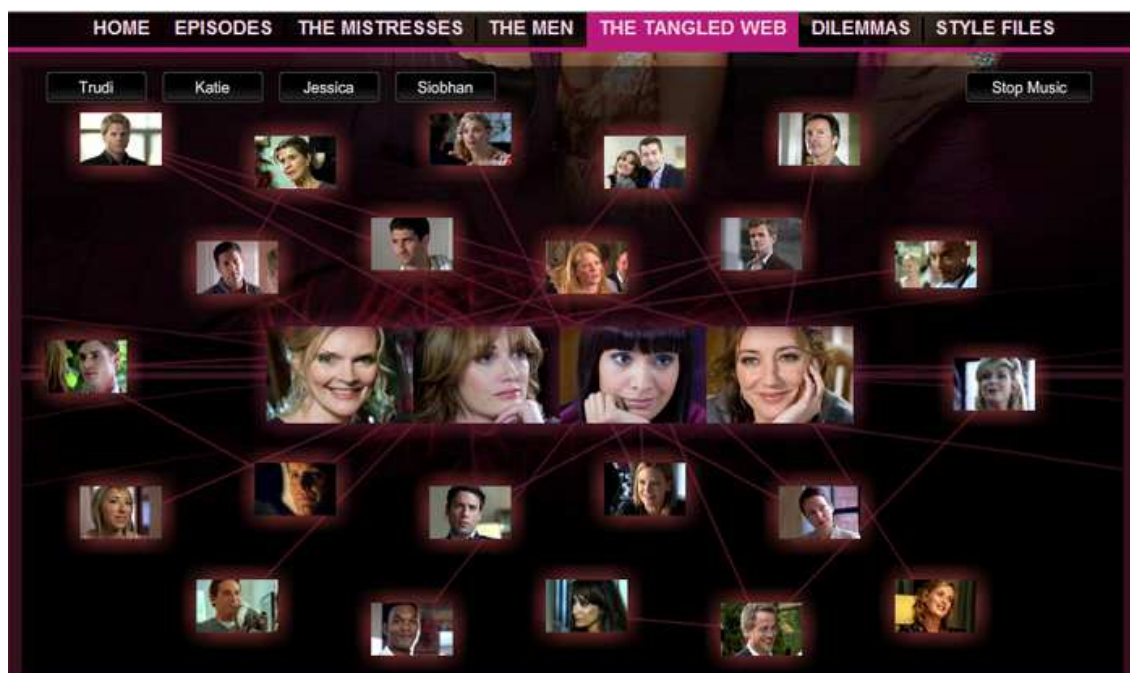 HOME EPISODES THE MISTRESSES THE MEN THE TANGLED WEB DILEMMAS STYLE FILES
Trudi Katie Jessica Siobhan Stop Music